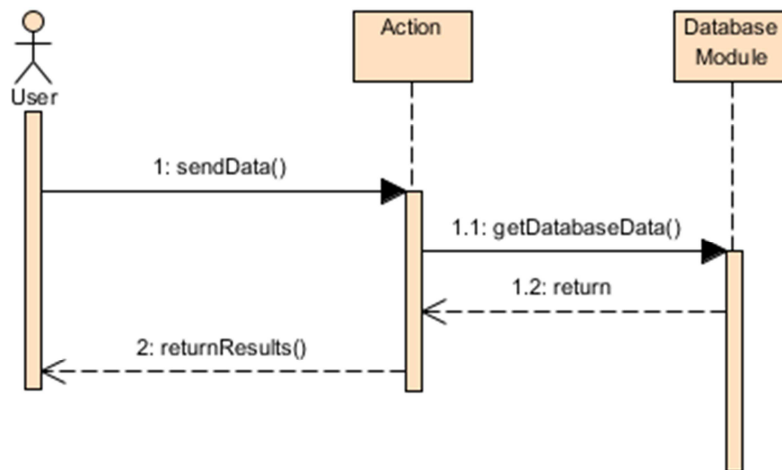 Action
Database
Module
User
1: sendData()
1.1: getDatabaseData()
1.2: return
2: returnResults()